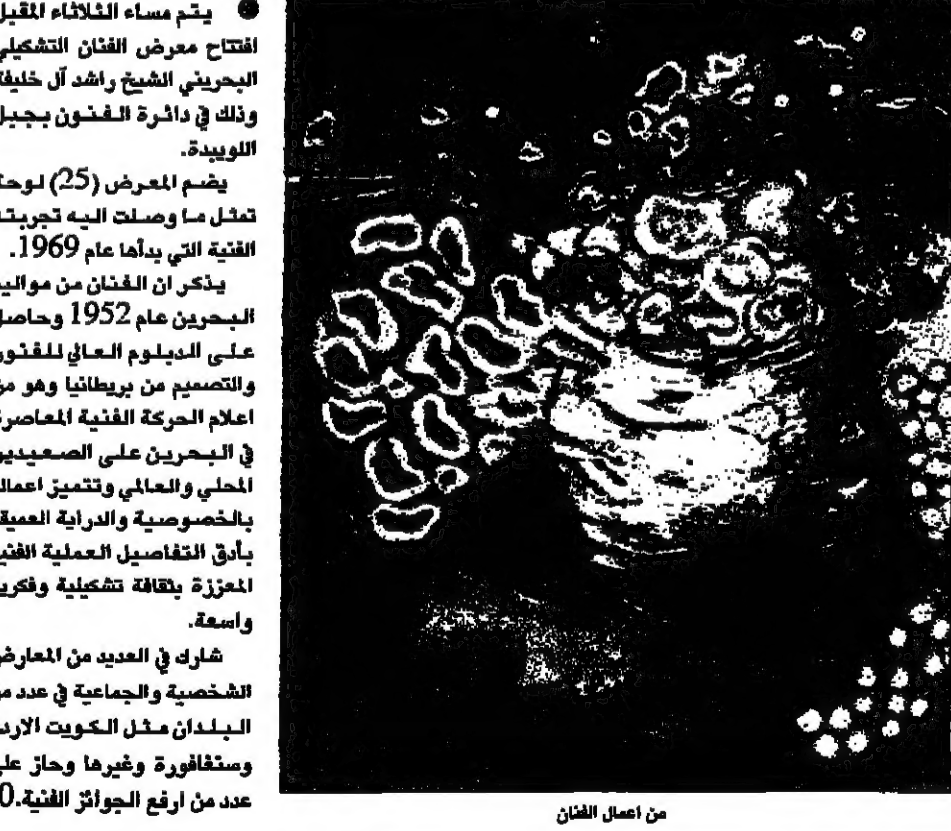 ● يتم مساء الثلاثاء المقبل
افتتاح معرض الفنان التشكيلي
البحريني الشيخ راشد آل خليفة
وذلك في دائرة الفنون بجبل
اللويبدة.
يضم المعرض (25) لوحة
تمثل ما وصلت اليه تجربته
الفنية التي بدأها عام 1969.
يذكر ان الفنان من مواليد
البحرين عام 1952 وحاصل
على الدبلوم العالي للفنون
والتصميم من بريطانيا وهو من
اعلام الحركة الفنية المعاصرة
في البحرين على الصعيدين
المحلي والعالمي وتتميز اعماله
بالخصوصية والدراية العميقة
بأدق التفاصيل العملية الفنية
المعززة بثقافة تشكيلية وفكرية
واسعة.
شارك في العديد من المعارض
الشخصية والجماعية في عدد من
البلدان مثل الكويت الاردن
وسنغافورة وغيرها وحاز على
عدد من ارفع الجوائز الفنية.0
من اعمال الفنان